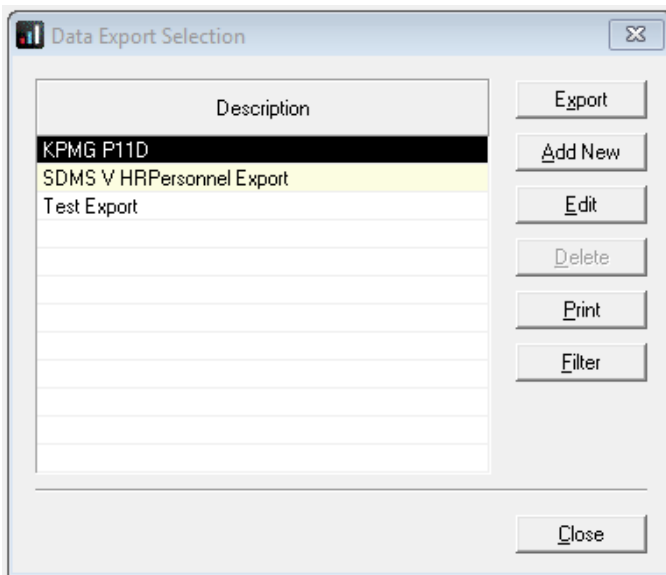 Data Export Selection
Description
KPMG P11D
SDMS V HRPersonnel Export
Test Export
Export
Add New
Edit
Delete
Print
Filter
Close